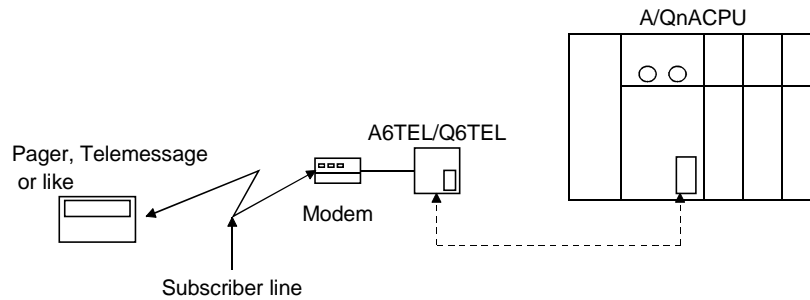 A/QnACPU
A6TEL/Q6TEL
Pager, Telemessage
or like
Modem
Subscriber line